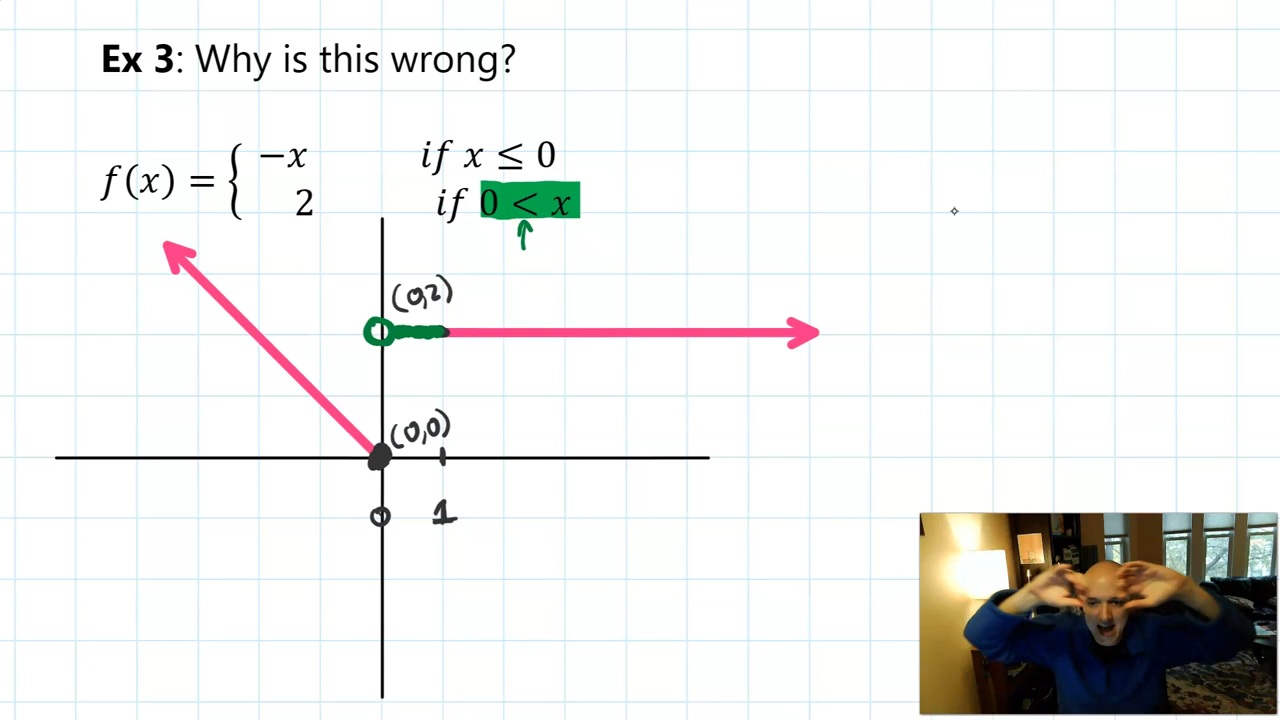 Ex 3: Why is this wrong?
f(x) = { −x if x ≤ 0
2 if 0 < x
(0,2)
(0,0)
0 1